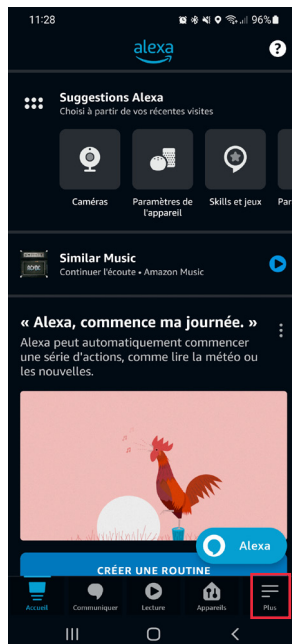 11:28
96%
alexa
?
Suggestions Alexa
Choisi à partir de vos récentes visites
Caméras
Paramètres de
l'appareil
Skills et jeux
Par
Similar Music
Continuer l'écoute • Amazon Music
« Alexa, commence ma journée. »
Alexa peut automatiquement commencer
une série d'actions, comme lire la météo ou
les nouvelles.
Alexa
CRÉER UNE ROUTINE
Accueil
Communiquer
Lecture
Appareils
Plus